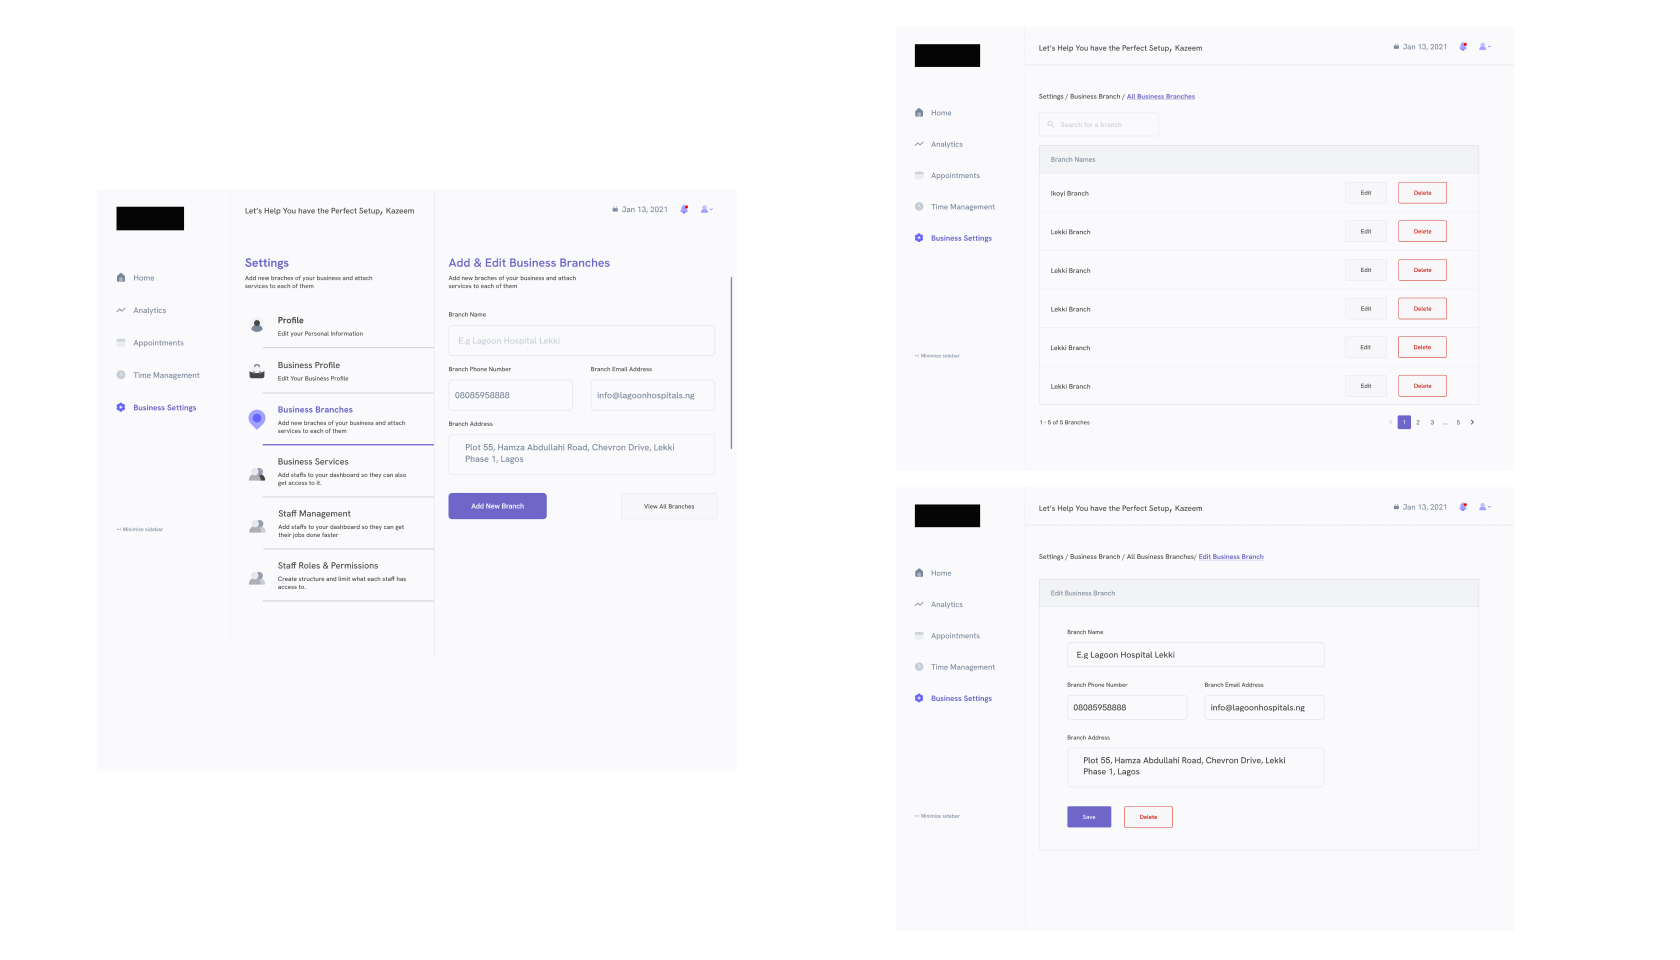 Let's Help You have the Perfect Setup, Kazeem
Jan 13, 2021
Home
Analytics
Appointments
Time Management
Business Settings
Minimize sidebar
Settings
Add new braches of your business and attach
services to each of them
Profile
Edit your Personal Information
Business Profile
Edit Your Business Profile
Business Branches
Add new braches of your business and attach
services to each of them
Business Services
Add staffs to your dashboard so they can also
get access to it.
Staff Management
Add staffs to your dashboard so they can get
their jobs done faster
Staff Roles & Permissions
Create structure and limit what each staff has
access to.
Add & Edit Business Branches
Add new braches of your business and attach
services to each of them
Branch Name
E.g Lagoon Hospital Lekki
Branch Phone Number
08085958888
Branch Email Address
info@lagoonhospitals.ng
Branch Address
Plot 55, Hamza Abdullahi Road, Chevron Drive, Lekki
Phase 1, Lagos
Add New Branch
View All Branches
Let's Help You have the Perfect Setup, Kazeem
Jan 13, 2021
Home
Analytics
Appointments
Time Management
Business Settings
Minimize sidebar
Settings / Business Branch / All Business Branches
Search for a branch
Branch Names
Ikoyi Branch Edit Delete
Lekki Branch Edit Delete
Lekki Branch Edit Delete
Lekki Branch Edit Delete
Lekki Branch Edit Delete
Lekki Branch Edit Delete
1 - 5 of 5 Branches
1 2 3 ... 5
Let's Help You have the Perfect Setup, Kazeem
Jan 13, 2021
Home
Analytics
Appointments
Time Management
Business Settings
Minimize sidebar
Settings / Business Branch / All Business Branches/ Edit Business Branch
Edit Business Branch
Branch Name
E.g Lagoon Hospital Lekki
Branch Phone Number
08085958888
Branch Email Address
info@lagoonhospitals.ng
Branch Address
Plot 55, Hamza Abdullahi Road, Chevron Drive, Lekki
Phase 1, Lagos
Save
Delete